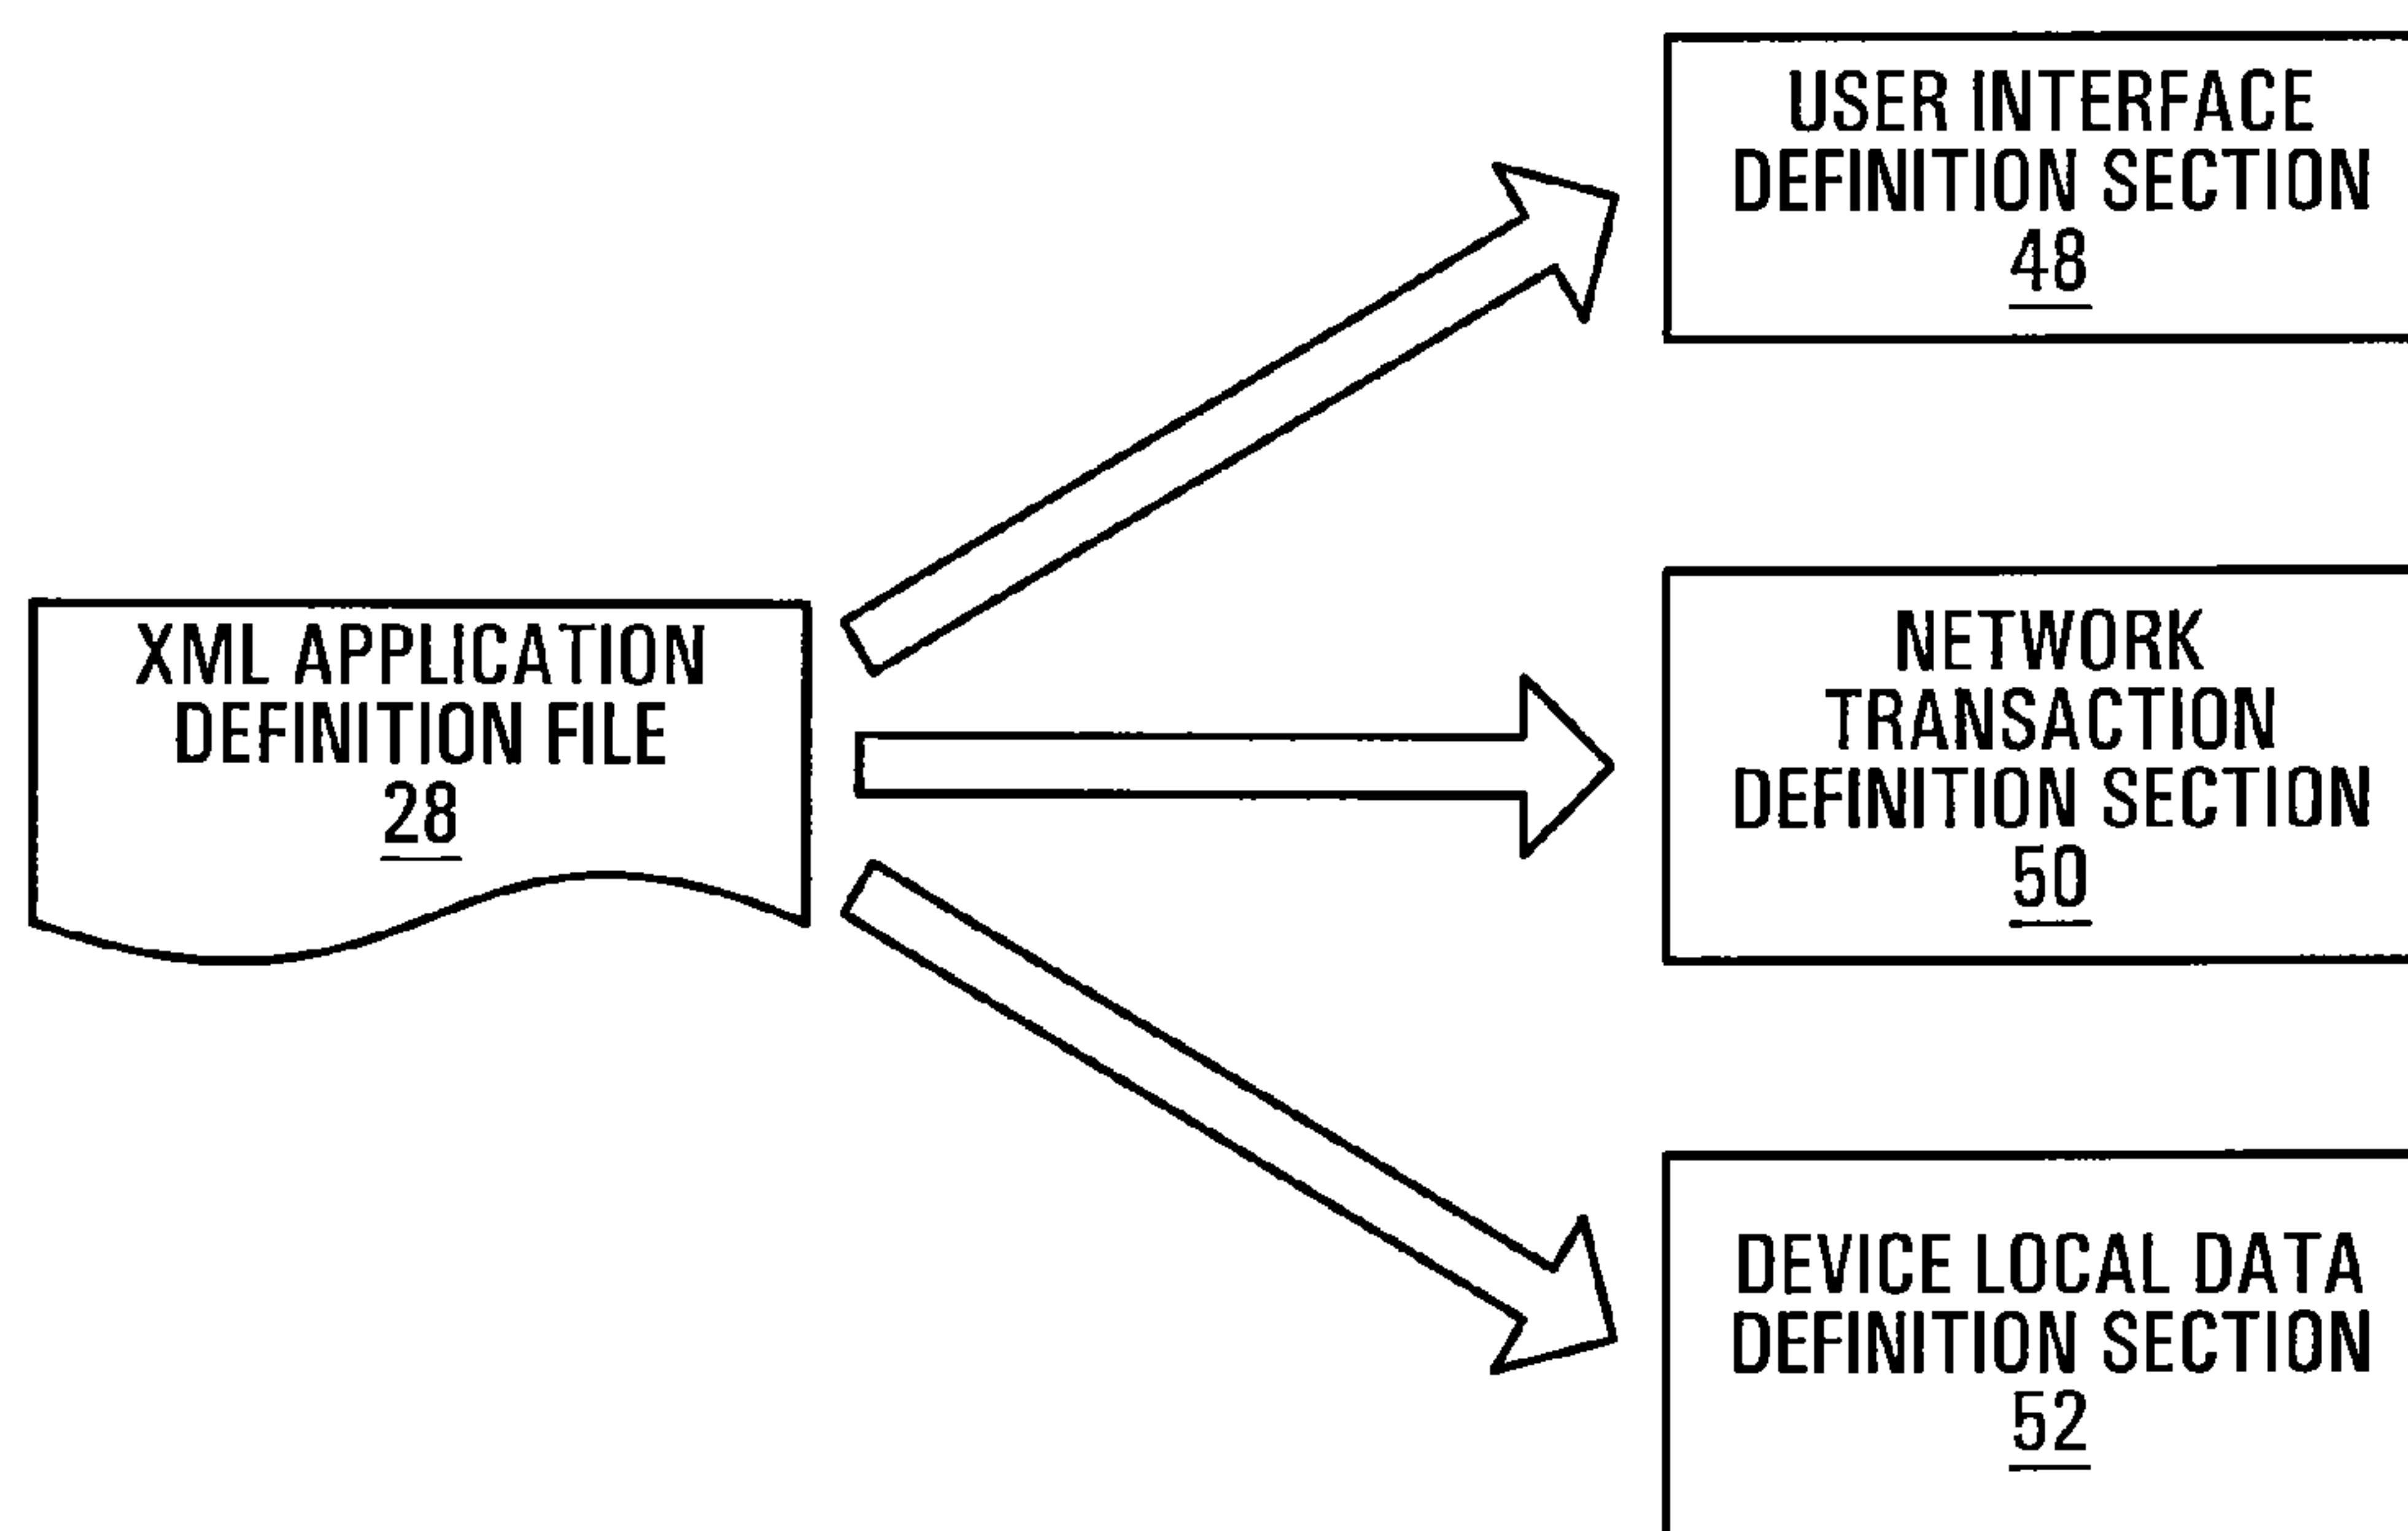 USER INTERFACE
DEFINITION SECTION
48
XML APPLICATION
DEFINITION FILE
28
NETWORK
TRANSACTION
DEFINITION SECTION
50
DEVICE LOCAL DATA
DEFINITION SECTION
52